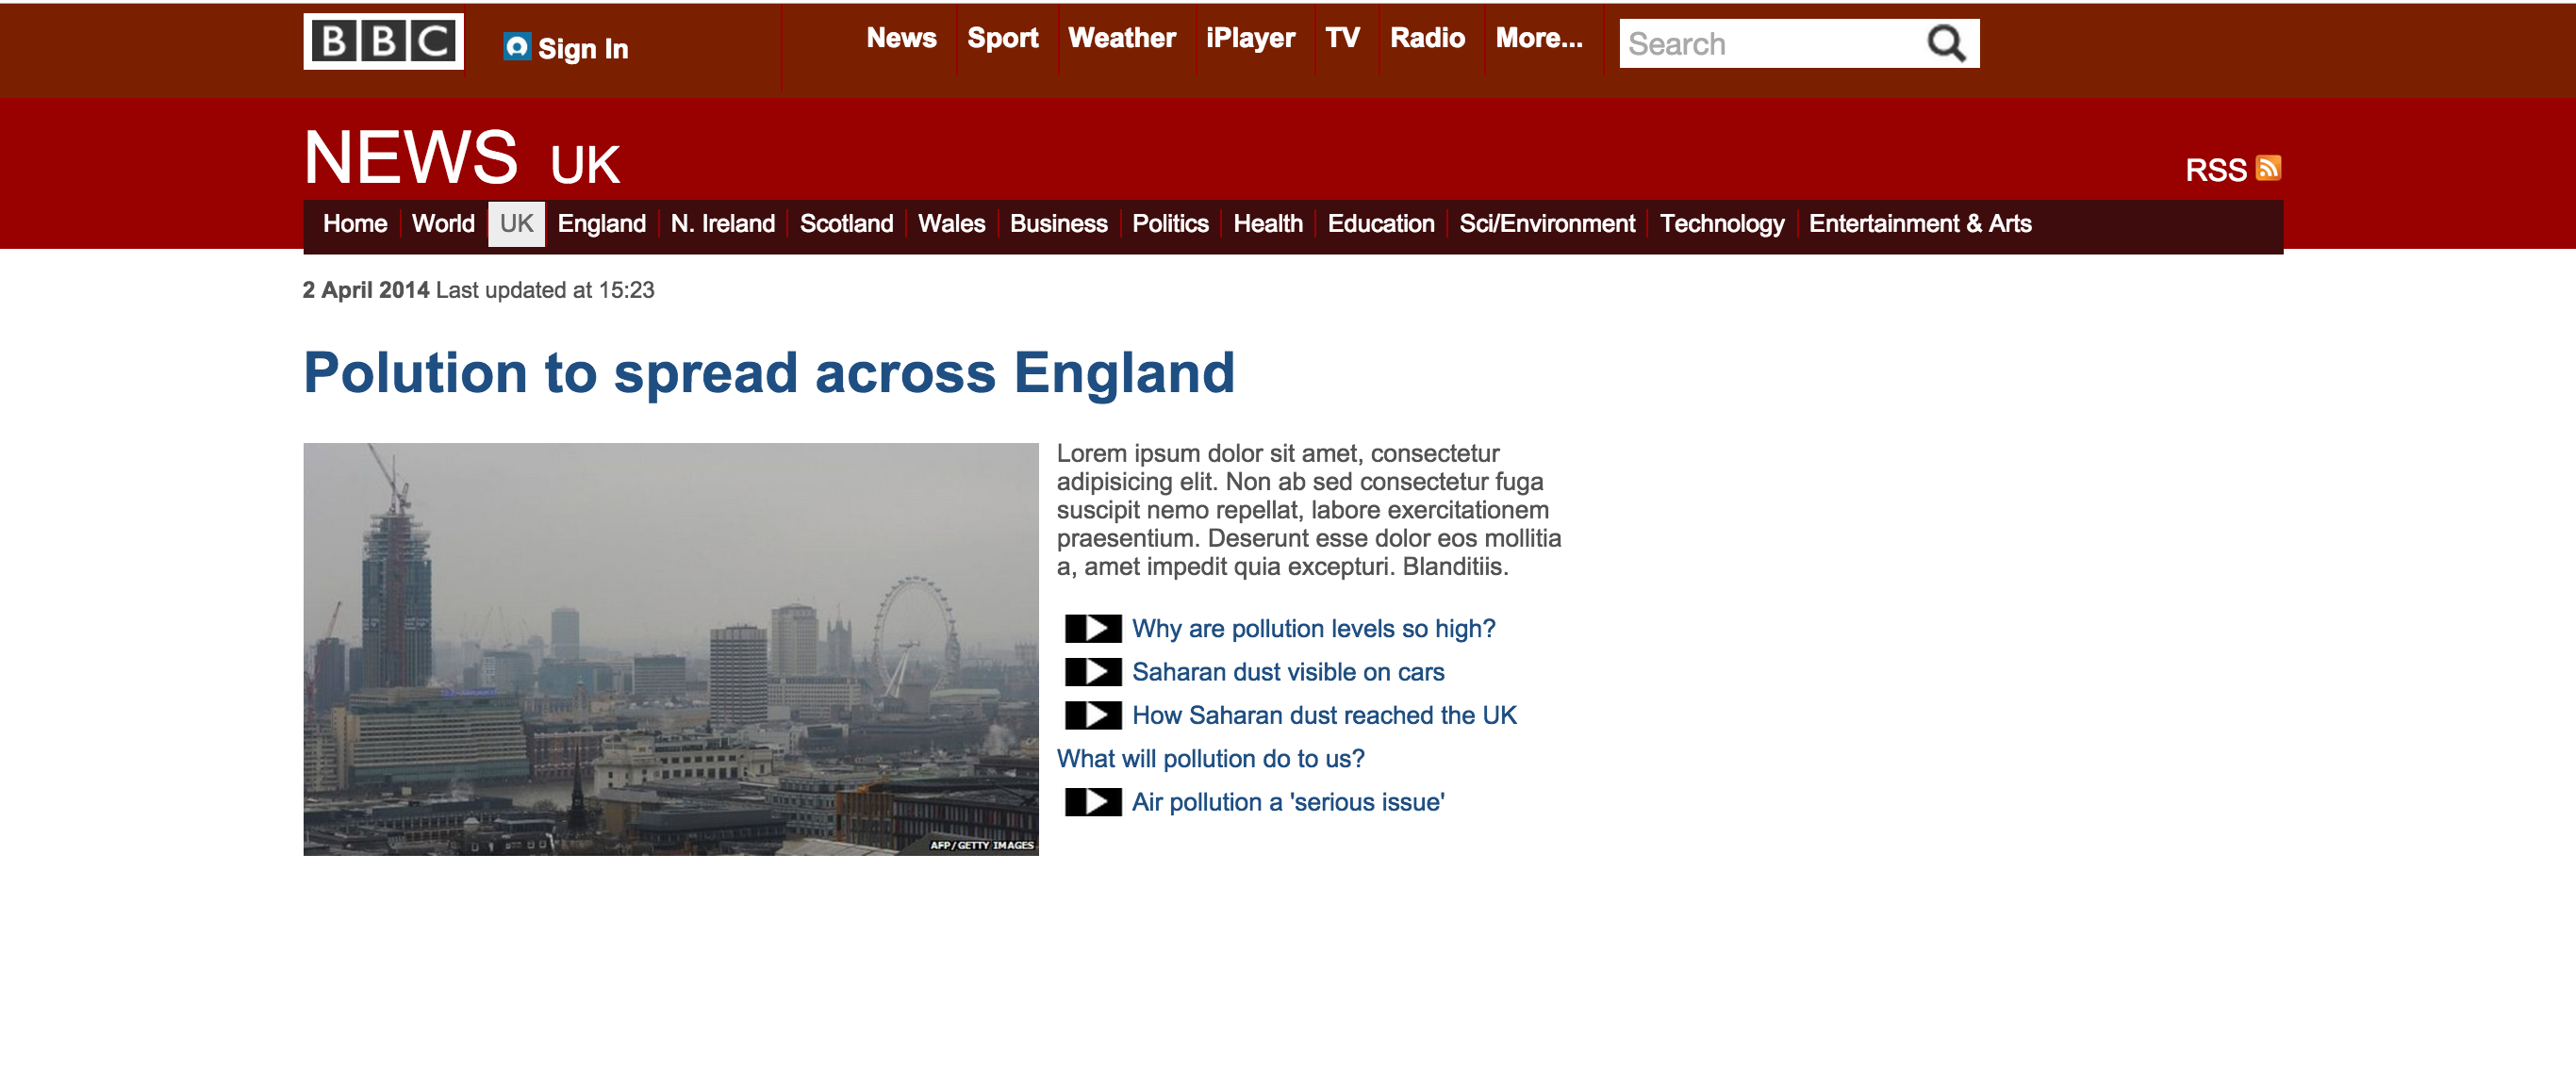 BBC Sign In News Sport Weather iPlayer TV Radio More... Search
NEWS UK
RSS
Home World UK England N. Ireland Scotland Wales Business Politics Health Education Sci/Environment Technology Entertainment & Arts
2 April 2014 Last updated at 15:23
Polution to spread across England
Lorem ipsum dolor sit amet, consectetur
adipisicing elit. Non ab sed consectetur fuga
suscipit nemo repellat, labore exercitationem
praesentium. Deserunt esse dolor eos mollitia
a, amet impedit quia excepturi. Blanditiis.
Why are pollution levels so high?
Saharan dust visible on cars
How Saharan dust reached the UK
What will pollution do to us?
Air pollution a 'serious issue'
AFP/GETTY IMAGES